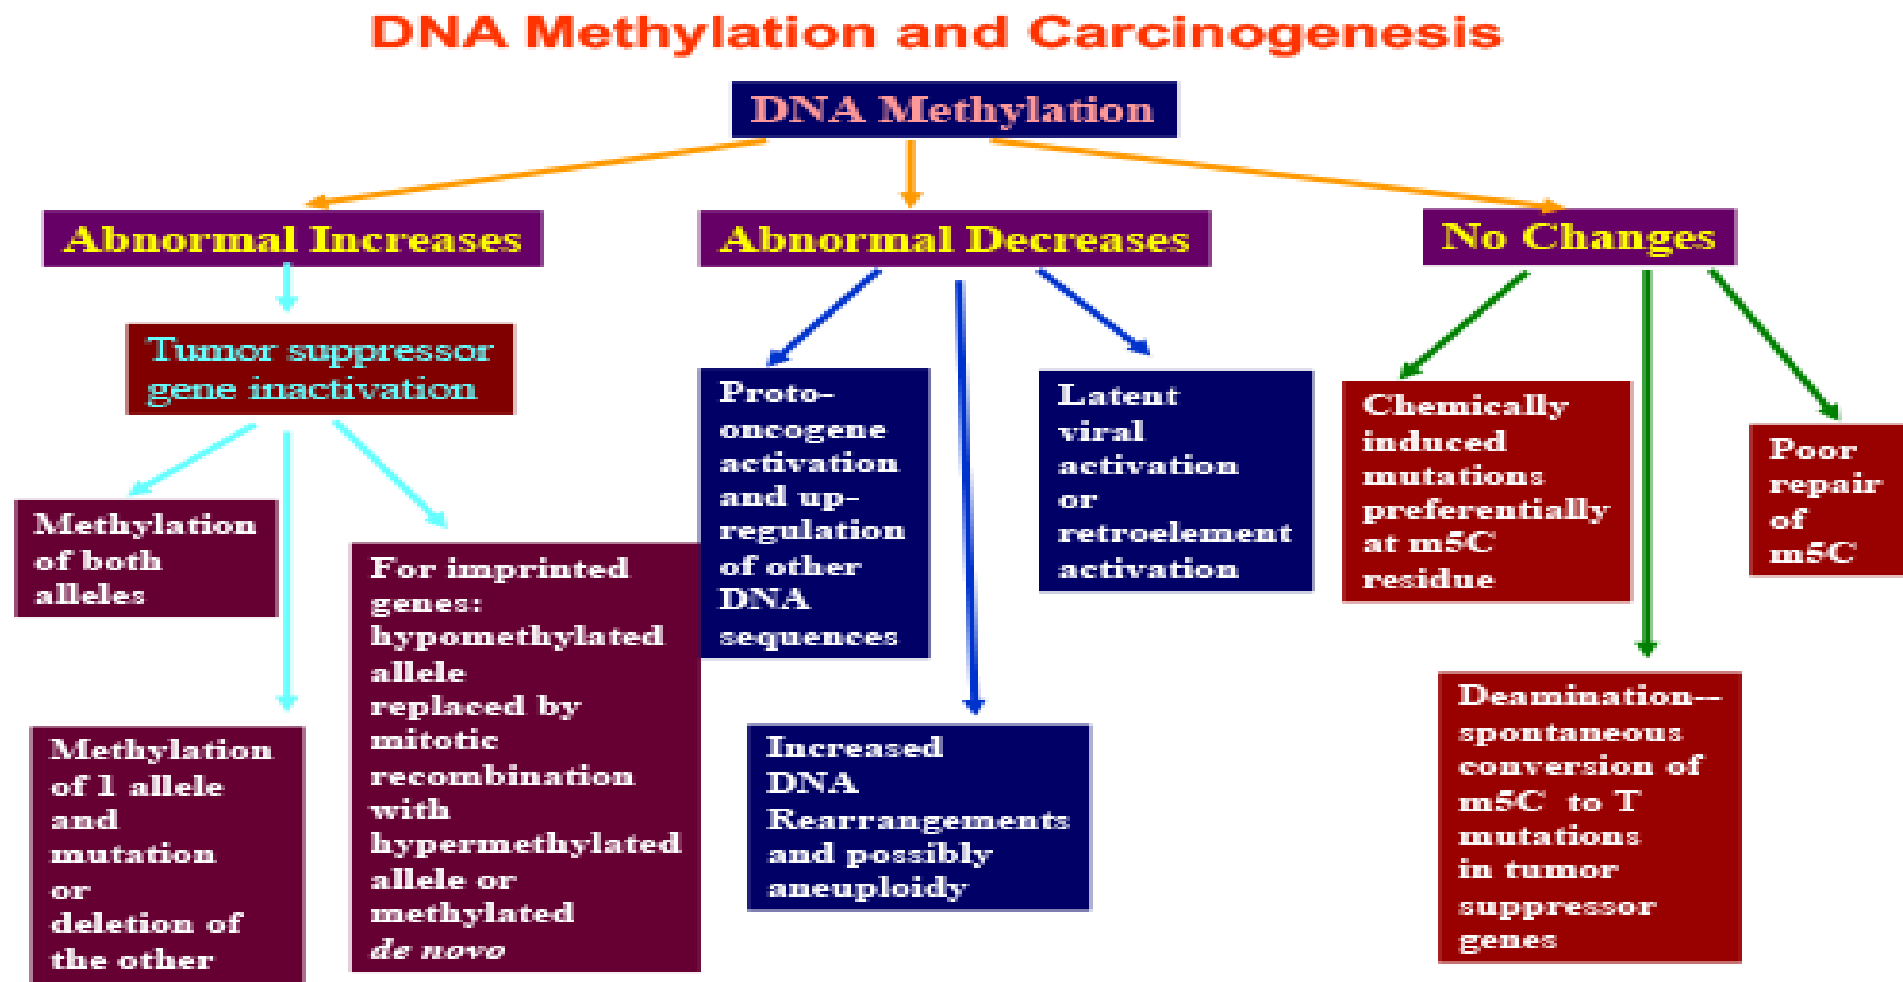 DNA Methylation and Carcinogenesis
DNA Methylation
Abnormal Increases
Abnormal Decreases
No Changes
Tumor suppressor
gene inactivation
Methylation
of both
alleles
Methylation
of 1 allele
and
mutation
or
deletion of
the other
For imprinted
genes:
hypomethylated
allele
replaced by
mitotic
recombination
with
hypermethylated
allele or
methylated
de novo
Proto-
oncogene
activation
and up-
regulation
of other
DNA
sequences
Increased
DNA
Rearrangements
and possibly
aneuploidy
Latent
viral
activation
or
retroelement
activation
Chemically
induced
mutations
preferentially
at m5C
residue
Deamination—
spontaneous
conversion of
m5C to T
mutations
in tumor
suppressor
genes
Poor
repair
of
m5C